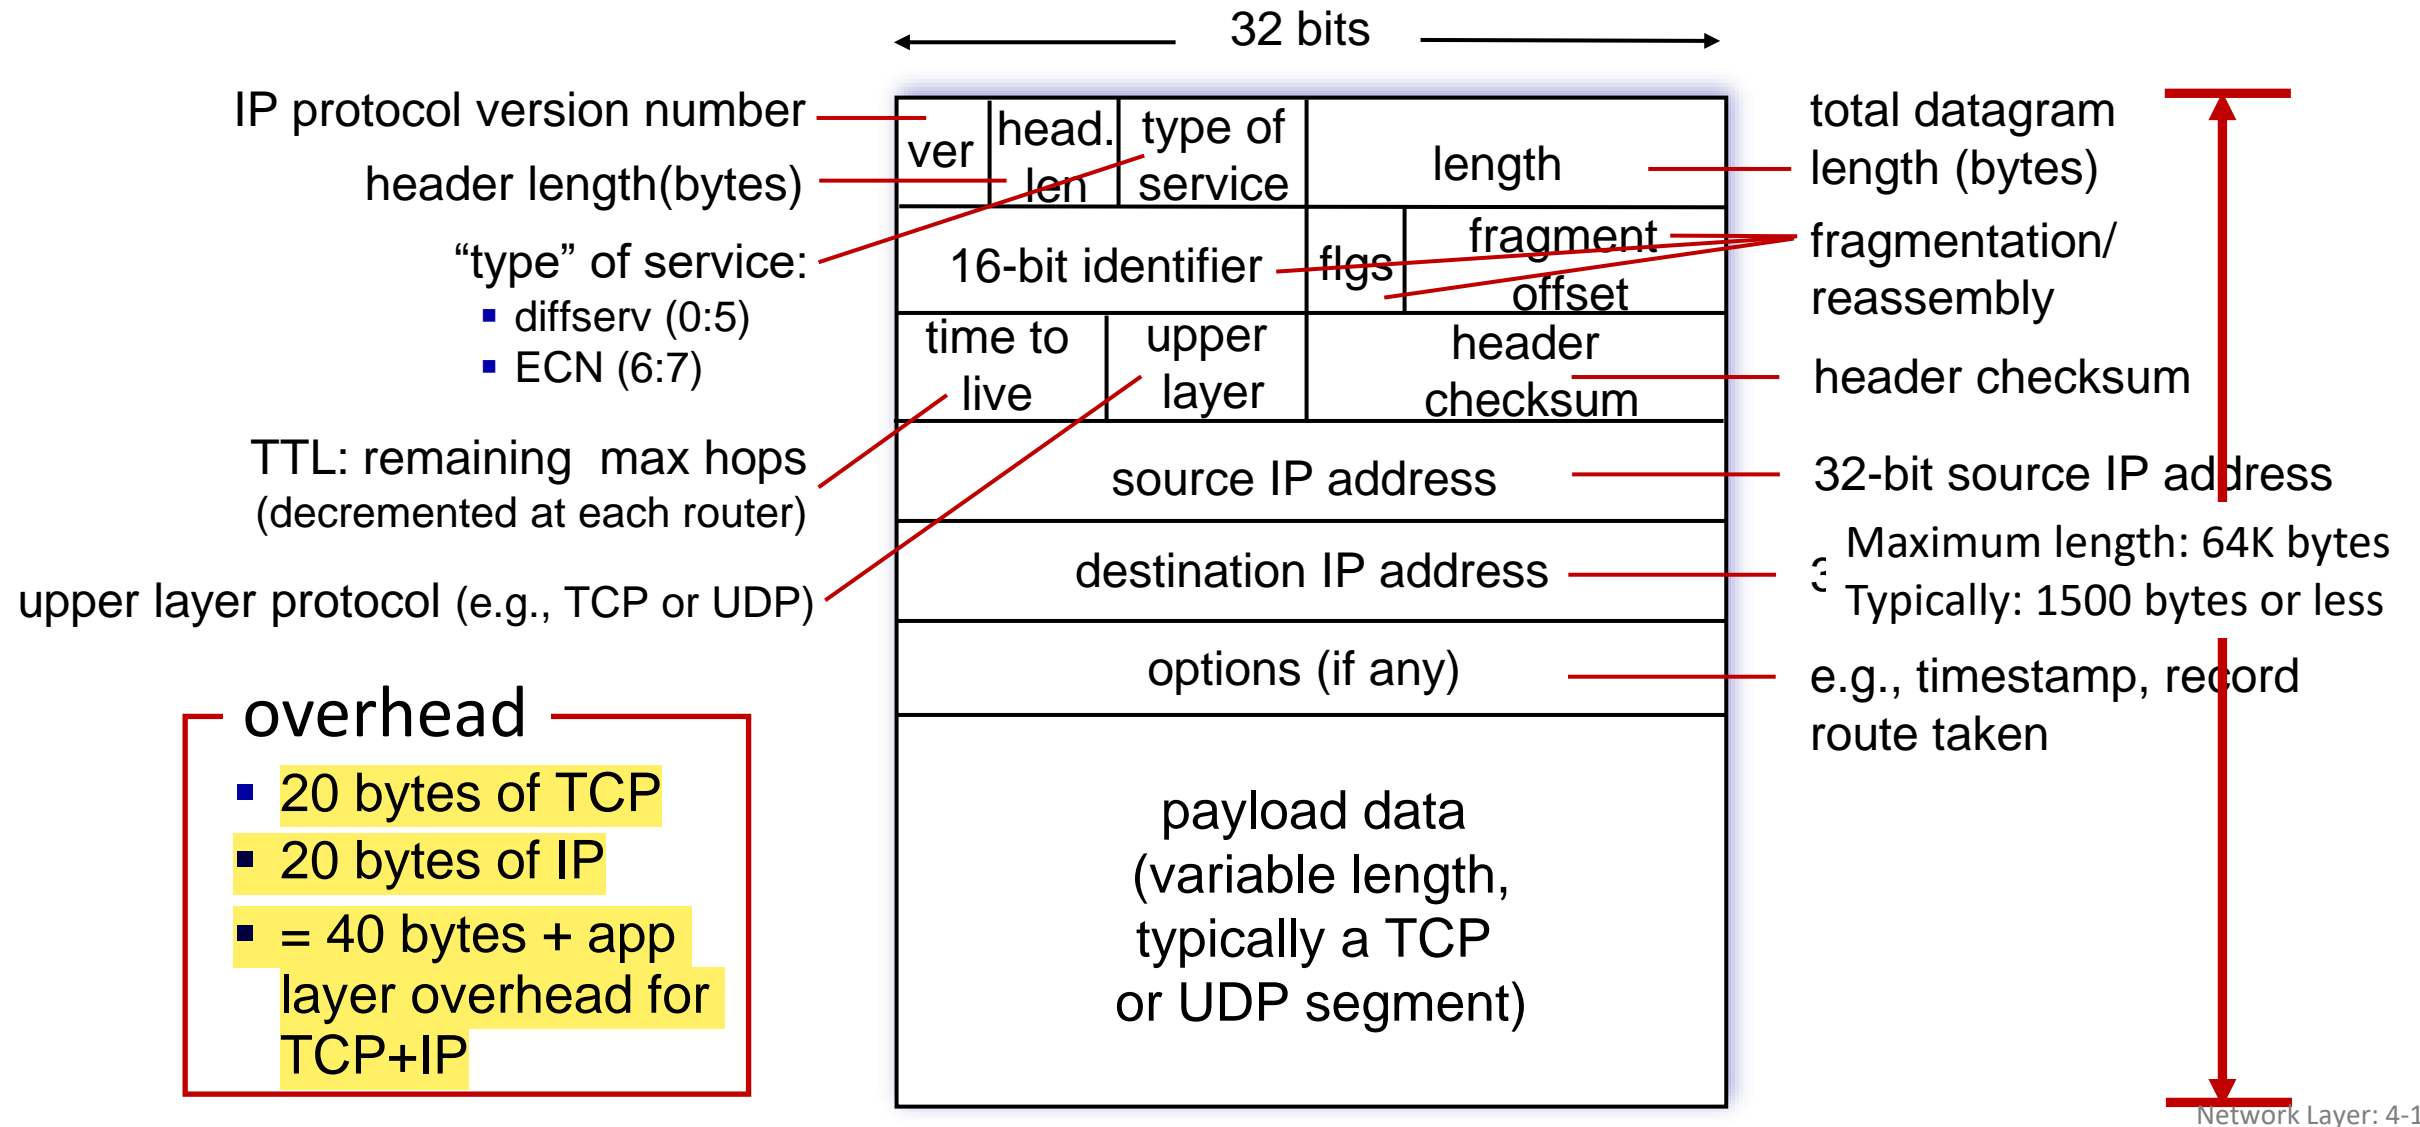 32 bits
IP protocol version number
header length(bytes)
“type” of service:
▪ diffserv (0:5)
▪ ECN (6:7)
TTL: remaining max hops
(decremented at each router)
upper layer protocol (e.g., TCP or UDP)
overhead
▪ 20 bytes of TCP
▪ 20 bytes of IP
▪ = 40 bytes + app
layer overhead for
TCP+IP
ver
head.
len
type of
service
length
16-bit identifier
flgs
fragment
offset
time to
live
upper
layer
header
checksum
source IP address
destination IP address
options (if any)
payload data
(variable length,
typically a TCP
or UDP segment)
total datagram
length (bytes)
fragmentation/
reassembly
header checksum
32-bit source IP address
Maximum length: 64K bytes
Typically: 1500 bytes or less
e.g., timestamp, record
route taken
Network Layer: 4-1